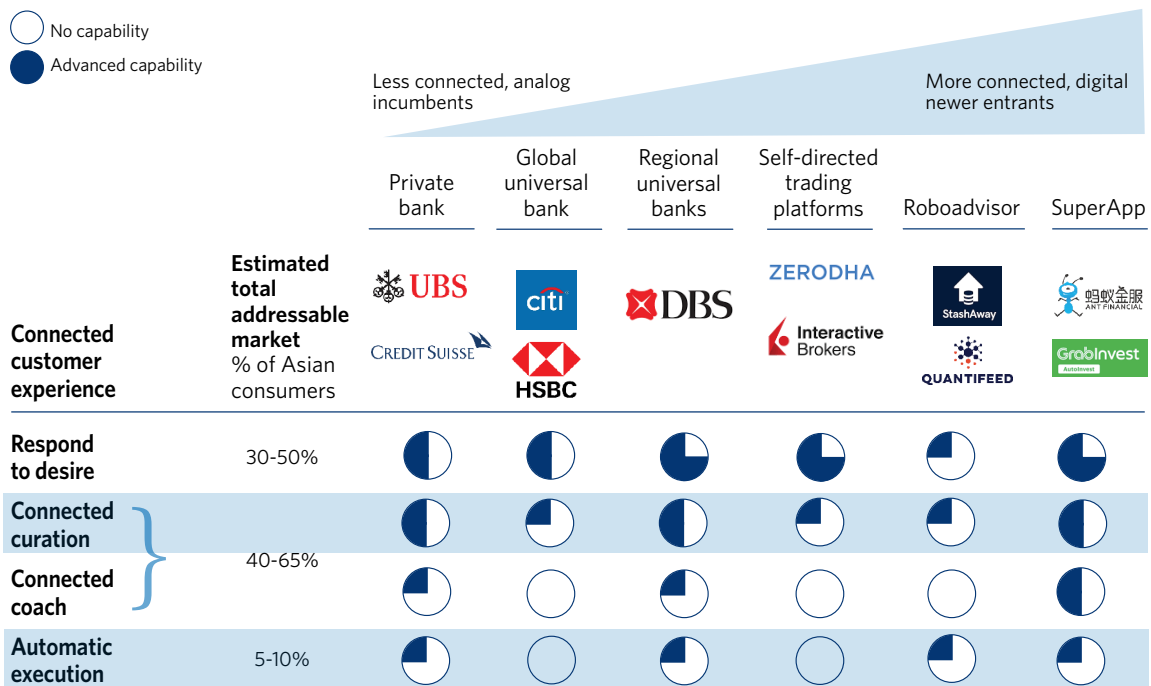 No capability
Advanced capability
Less connected, analog
incumbents
More connected, digital
newer entrants
Private
bank
Global
universal
bank
Regional
universal
banks
Self-directed
trading
platforms
Roboadvisor
SuperApp
Connected
customer
experience
Estimated
total
addressable
market
% of Asian
consumers
UBS
CREDIT SUISSE
citi
HSBC
DBS
ZERODHA
Interactive
Brokers
StashAway
QUANTIFEED
蚂蚁金服
ANT FINANCIAL
GrabInvest
AutoInvest
Respond
to desire
30-50%
Connected
curation
40-65%
Connected
coach
Automatic
execution
5-10%